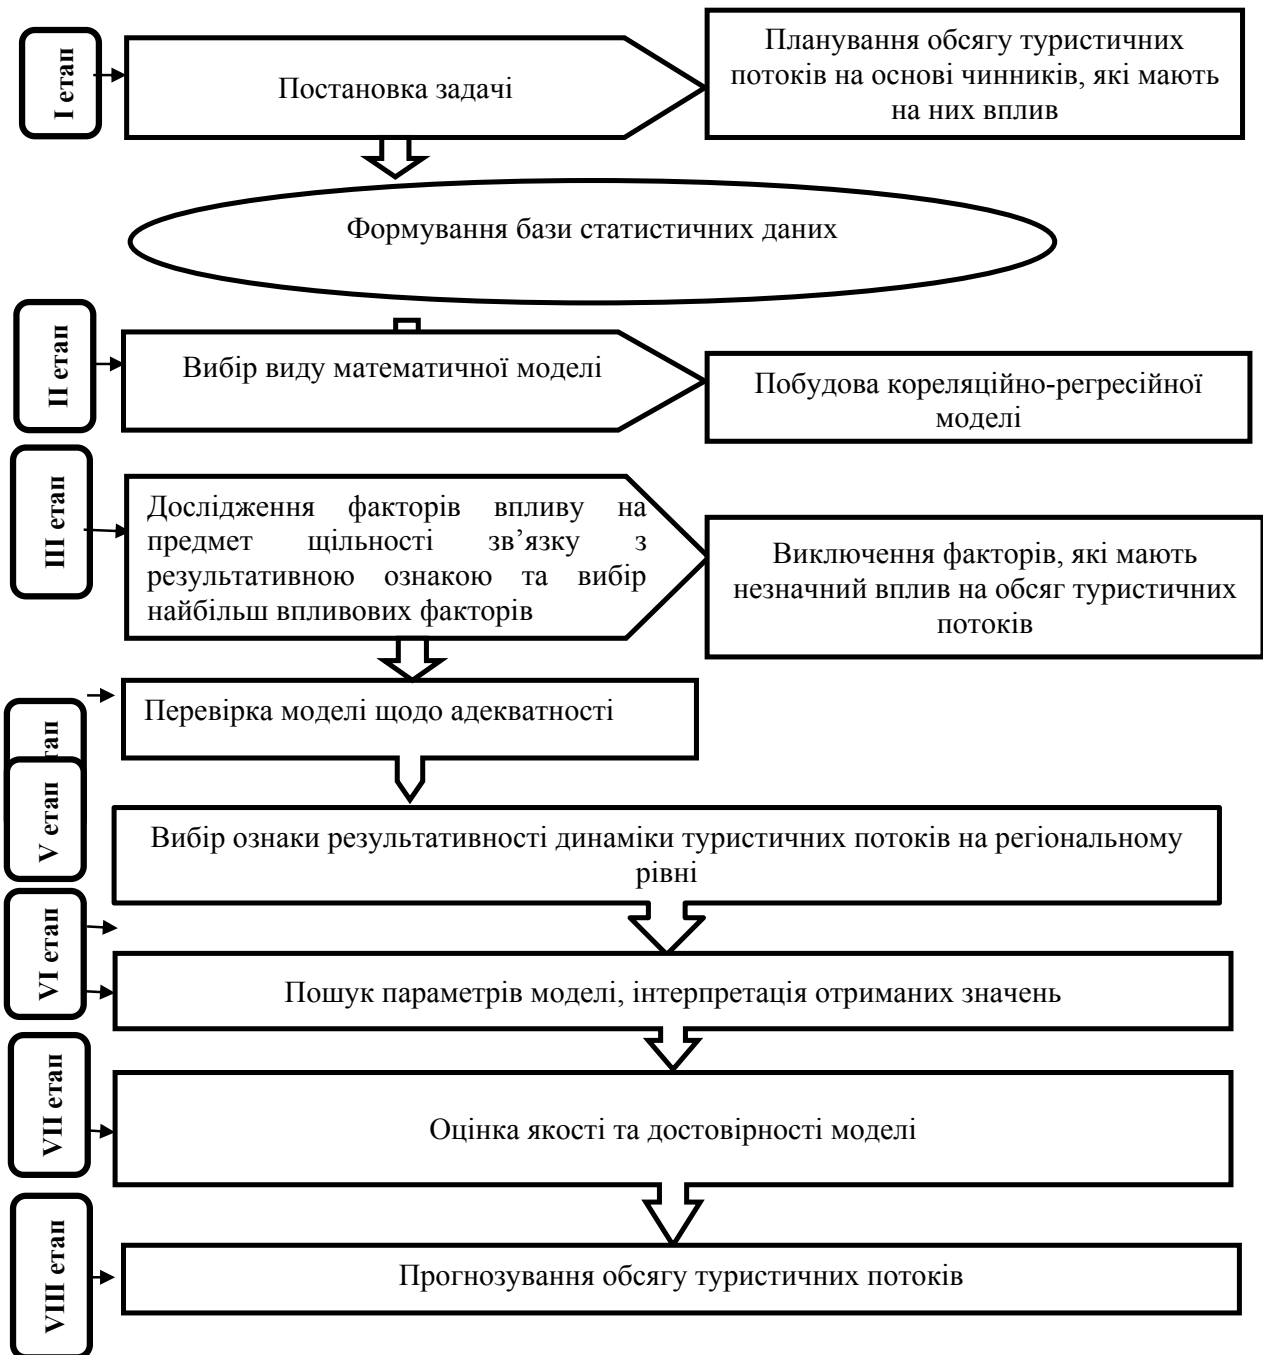 І етап
Постановка задачі
Планування обсягу туристичних
потоків на основі чинників, які мають
на них вплив
Формування бази статистичних даних
ІІ етап
Вибір виду математичної моделі
Побудова кореляційно-регресійної
моделі
ІІІ етап
Дослідження факторів впливу на
предмет щільності зв’язку з
результативною ознакою та вибір
найбільш впливових факторів
Виключення факторів, які мають
незначний вплив на обсяг туристичних
потоків
Перевірка моделі щодо адекватності
V етап
Вибір ознаки результативності динаміки туристичних потоків на регіональному
рівні
VI етап
Пошук параметрів моделі, інтерпретація отриманих значень
VII етап
Оцінка якості та достовірності моделі
VIII етап
Прогнозування обсягу туристичних потоків